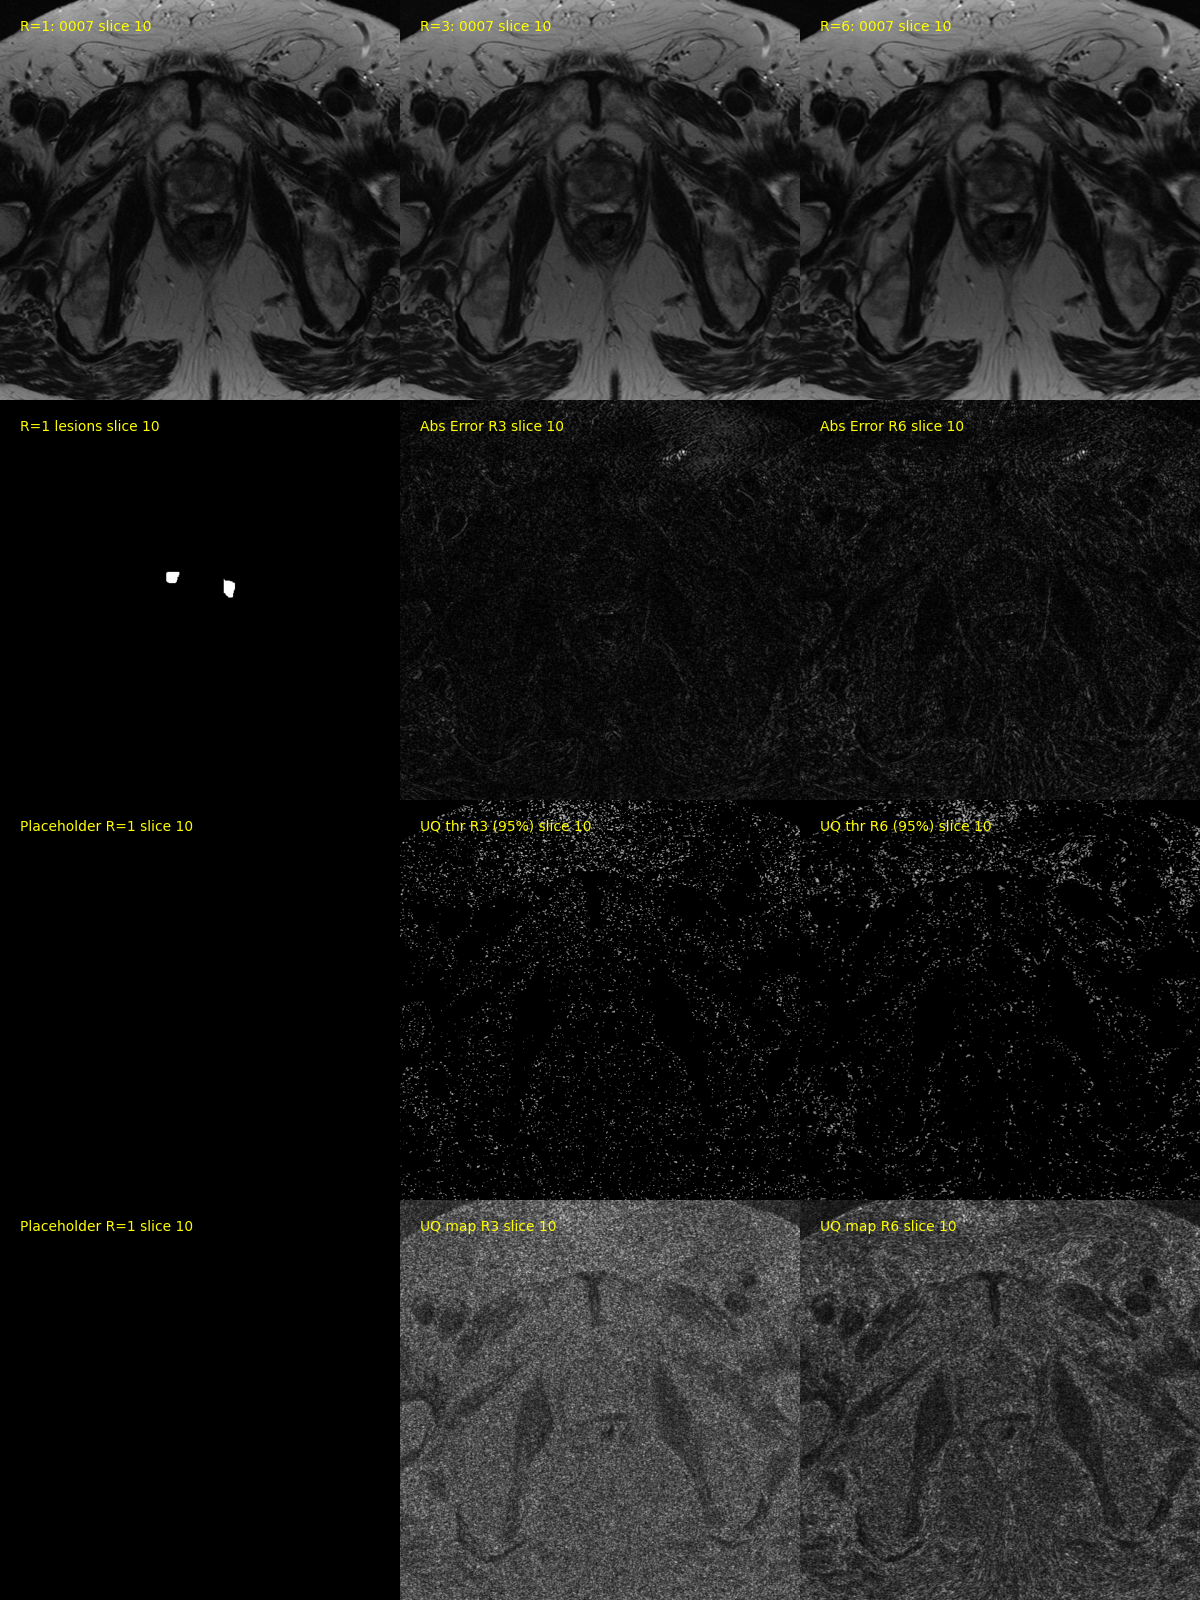 R=1: 0007 slice 10
R=3: 0007 slice 10
R=6: 0007 slice 10
R=1 lesions slice 10
Abs Error R3 slice 10
Abs Error R6 slice 10
Placeholder R=1 slice 10
UQ thr R3 (95%) slice 10
UQ thr R6 (95%) slice 10
Placeholder R=1 slice 10
UQ map R3 slice 10
UQ map R6 slice 10